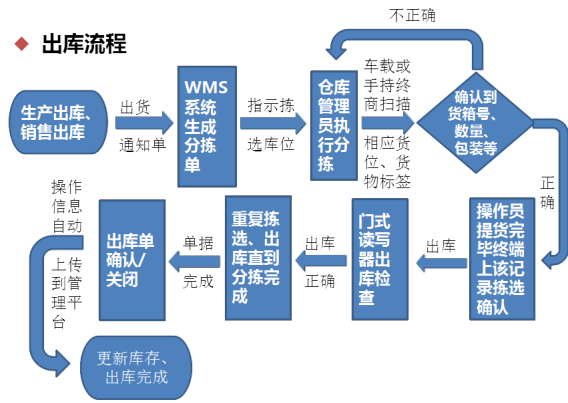 出库流程
不正确
生产出库、
销售出库
出货
通知单
WMS
系统
生成
分拣
单
指示拣
选库位
仓库
管理
员执
行分
拣
车载或
手持终
商扫描
相应货
位、货
物标签
确认到
货箱号、
数量、
包装等
正
确
操作员
提货完
毕终端
上该记
录拣选
确认
出库
门式
读写
器出
库检
查
出库
正确
重复拣
选、出
库直到
分拣完
成
单据
完成
出库单
确认/
关闭
操作
信息
自动
上传
到管
理平
台
更新库存、
出库完成